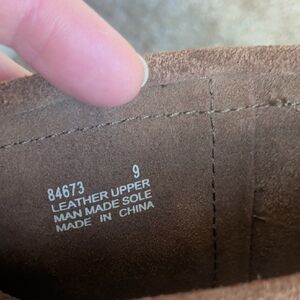 84673 9
LEATHER UPPER
MAN MADE SOLE
MADE IN CHINA